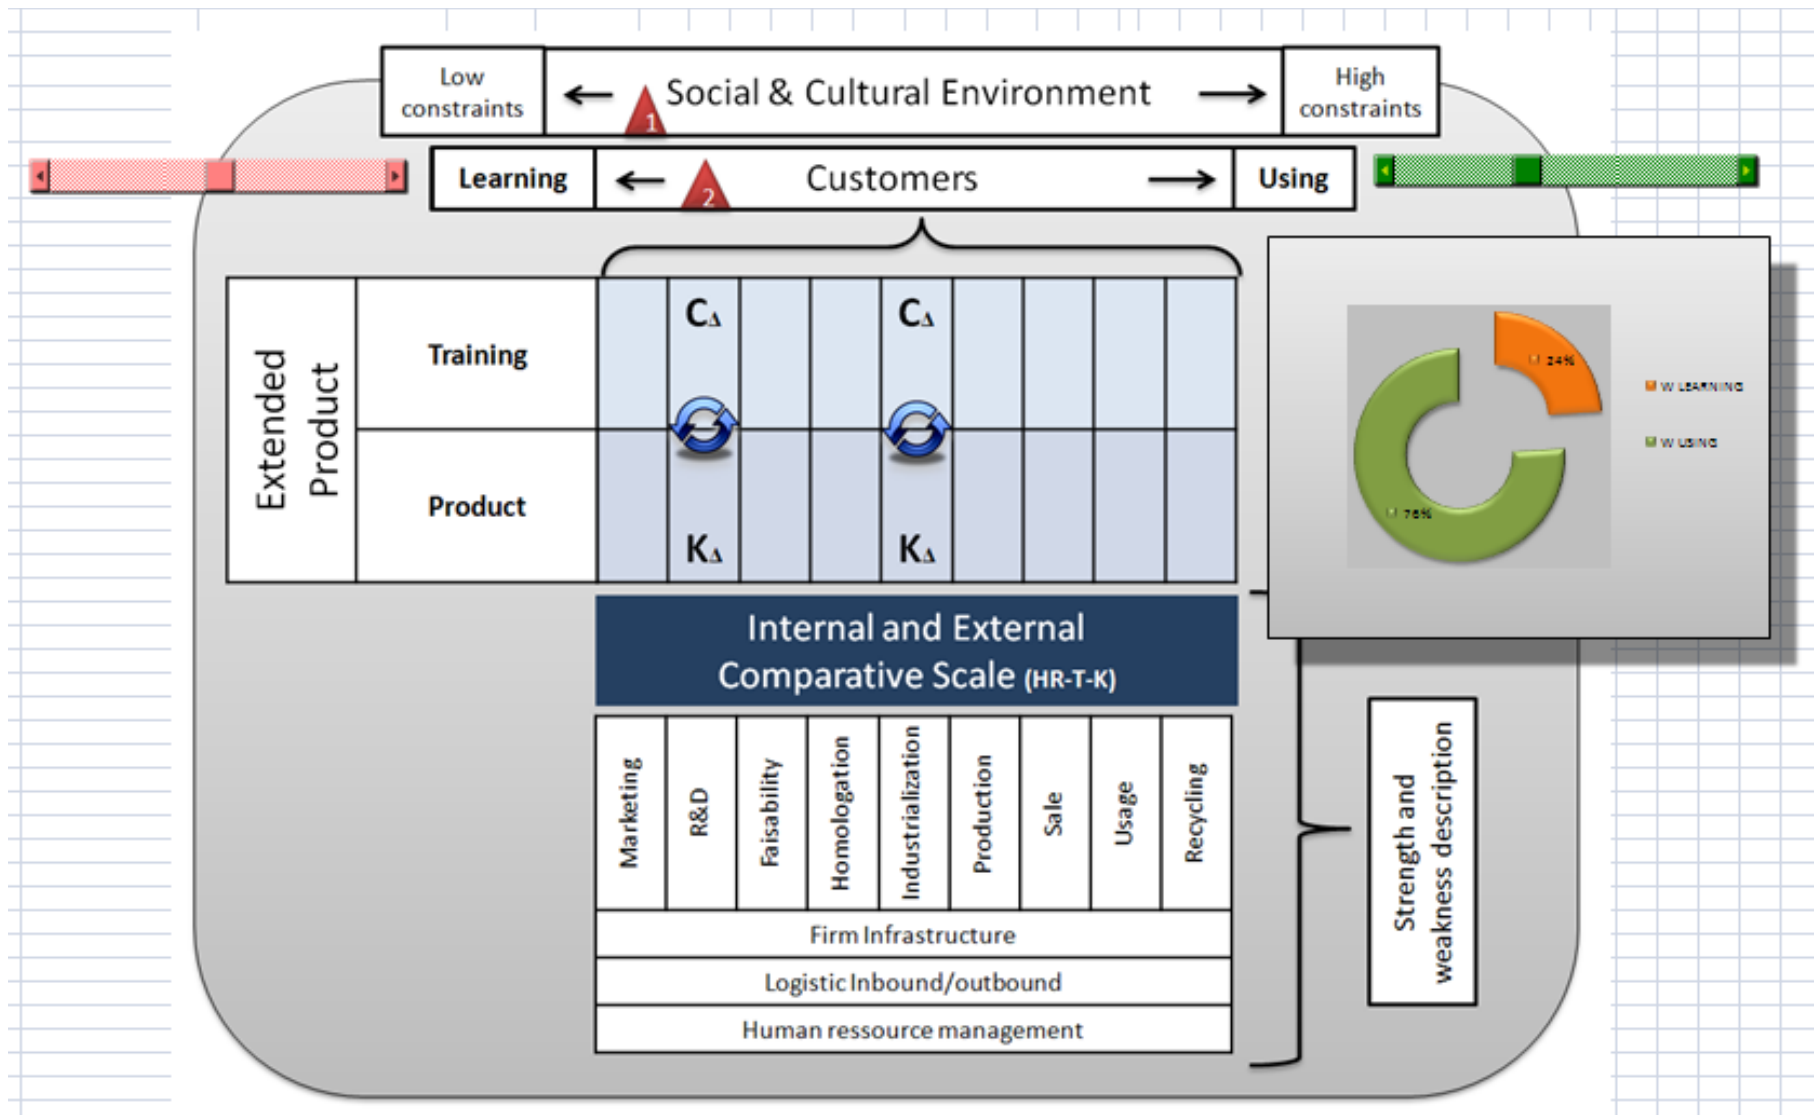 Low
constraints
Social & Cultural Environment
1
High
constraints
Learning
2
Customers
Using
Extended
Product
Training
Product
CΔ
CΔ
KΔ
KΔ
24%
76%
W LEARNING
W USING
Internal and External
Comparative Scale (HR-T-K)
Marketing
R&D
Faisability
Homologation
Industrialization
Production
Sale
Usage
Recycling
Firm Infrastructure
Logistic Inbound/outbound
Human ressource management
Strength and
weakness description